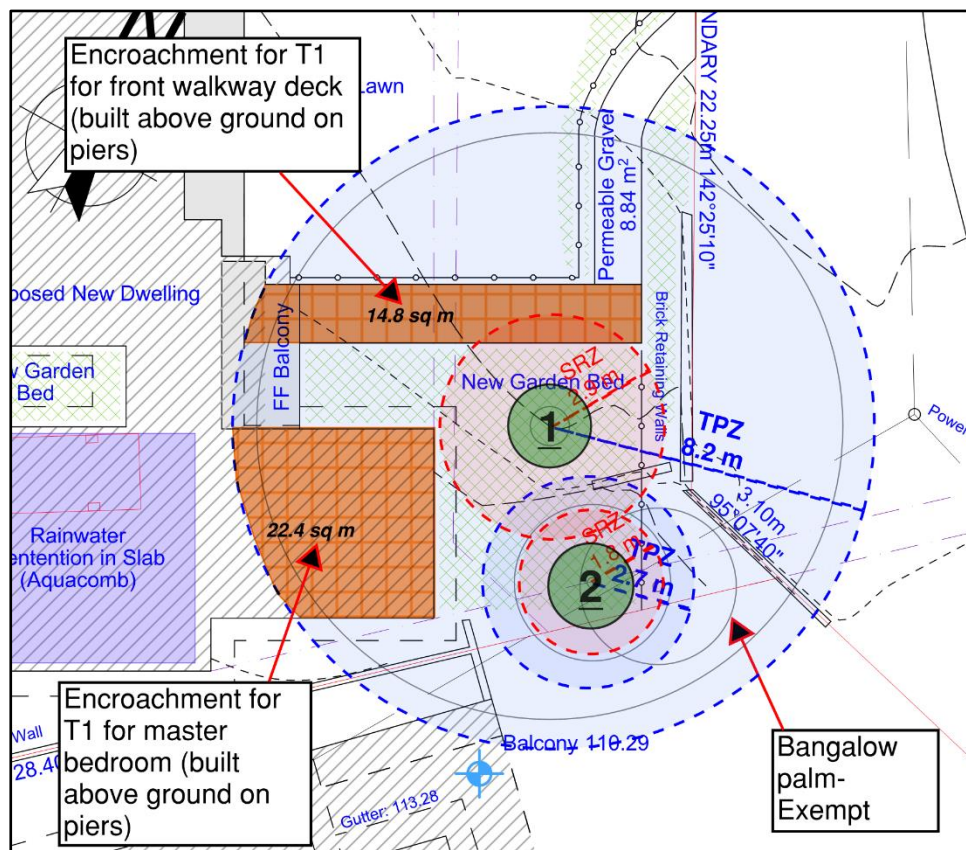 Encroachment for T1
for front walkway deck
(built above ground on
piers)
Lawn
NDARY 22.25m 142°25'10"
Permeable Gravel
8.84 m²
posed New Dwelling
14.8 sq m
FF Balcony
w Garden
Bed
New Garden Bed
SRZ
2.9 m
Brick Retaining Walls
1
TPZ
8.2 m
Power
3.10m
95°07'40"
22.4 sq m
Rainwater
etention in Slab
(Aquacomb)
SRZ
1.8 m
TPZ
2.7 m
2
Encroachment for
T1 for master
bedroom (built
above ground on
piers)
Wall
28.40
Balcony 110.29
Gutter: 113.28
Bangalow
palm-
Exempt